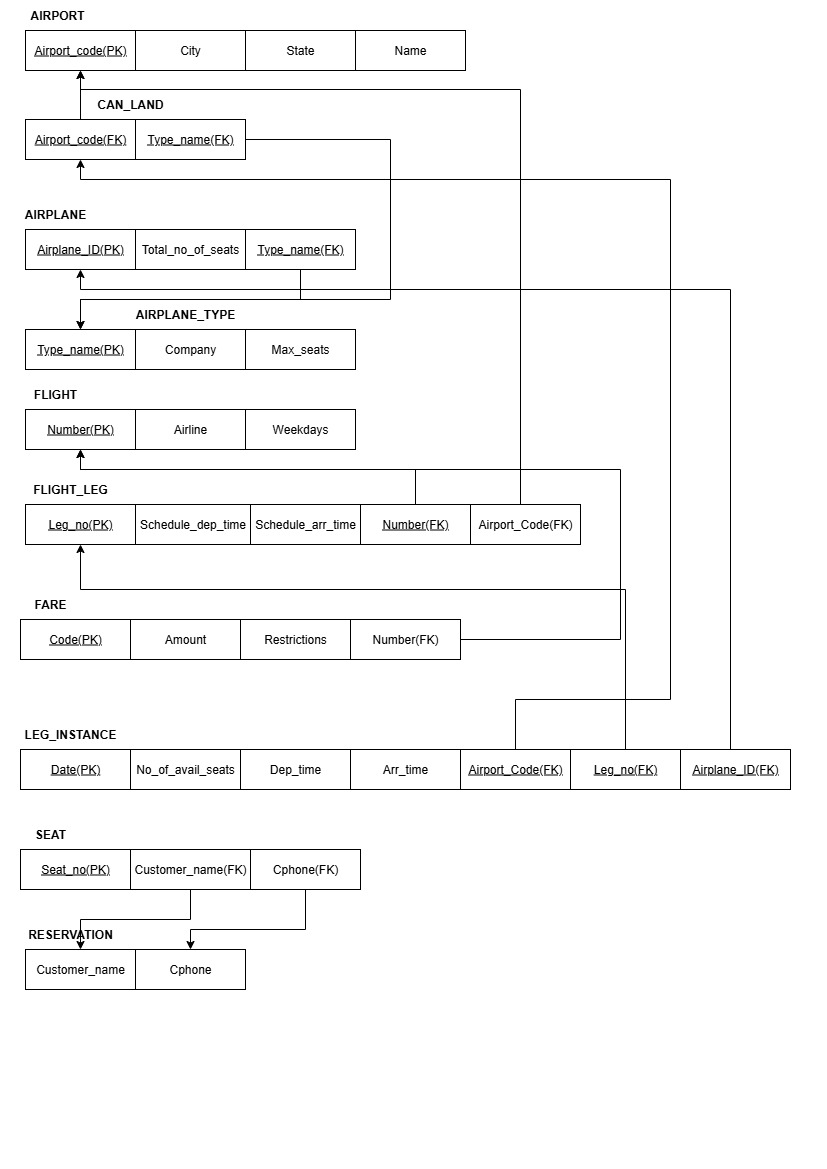 AIRPORT
Airport_code(PK) City State Name
CAN_LAND
Airport_code(FK) Type_name(FK)
AIRPLANE
Airplane_ID(PK) Total_no_of_seats Type_name(FK)
AIRPLANE_TYPE
Type_name(PK) Company Max_seats
FLIGHT
Number(PK) Airline Weekdays
FLIGHT_LEG
Leg_no(PK) Schedule_dep_time Schedule_arr_time Number(FK) Airport_Code(FK)
FARE
Code(PK) Amount Restrictions Number(FK)
LEG_INSTANCE
Date(PK) No_of_avail_seats Dep_time Arr_time Airport_Code(FK) Leg_no(FK) Airplane_ID(FK)
SEAT
Seat_no(PK) Customer_name(FK) Cphone(FK)
RESERVATION
Customer_name Cphone